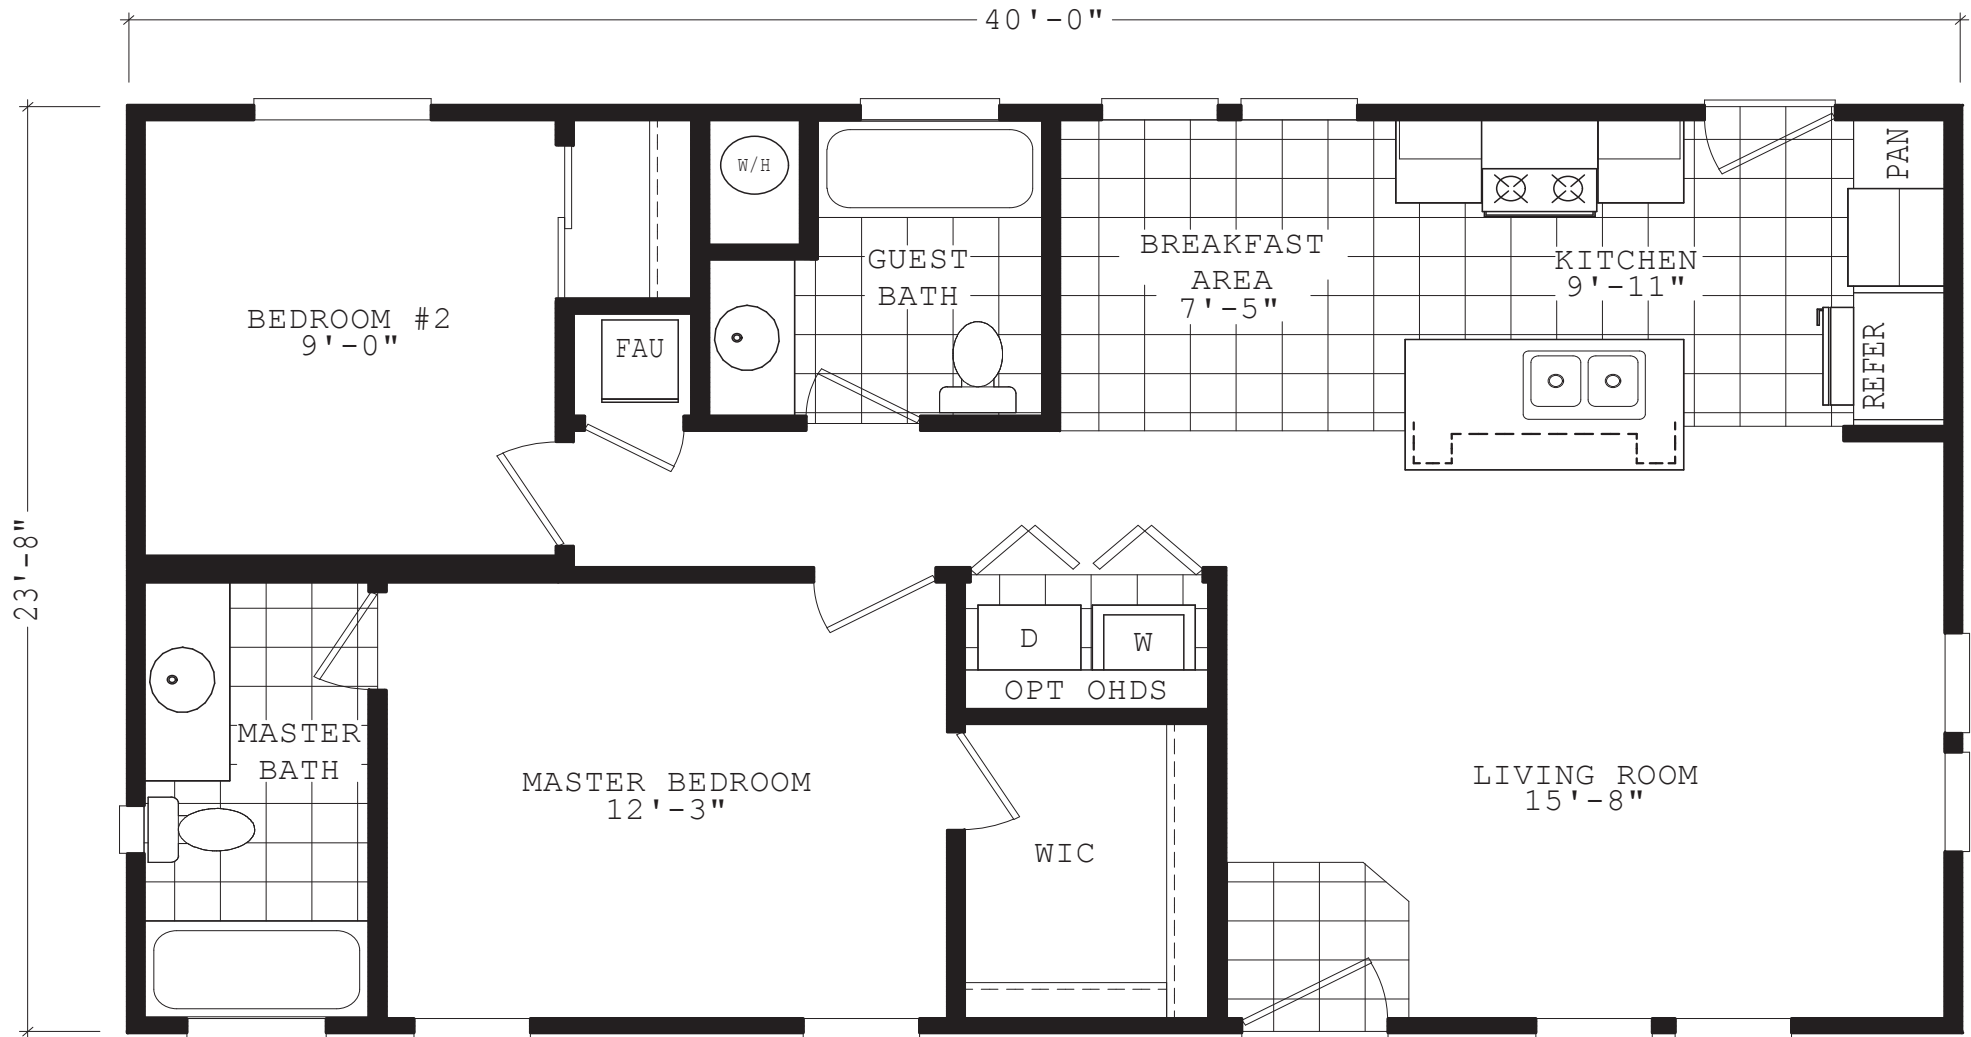 40'-0"
23'-8"
BEDROOM #2
9'-0"
W/H
FAU
GUEST
BATH
BREAKFAST
AREA
7'-5"
KITCHEN
9'-11"
PAN
REFER
MASTER
BATH
MASTER BEDROOM
12'-3"
D
W
OPT OHDS
WIC
LIVING ROOM
15'-8"